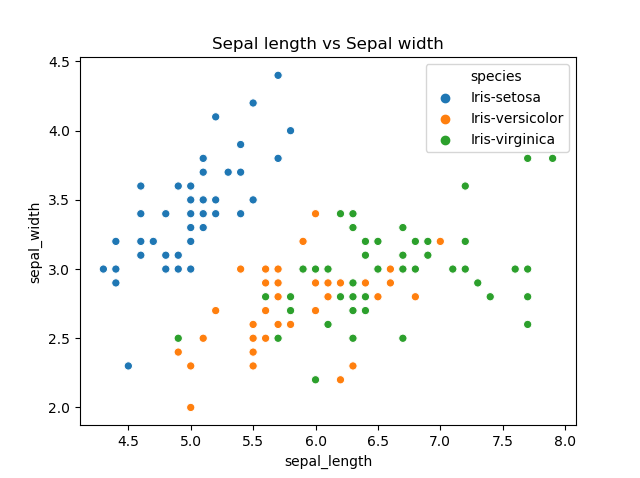 Sepal length vs Sepal width
species
Iris-setosa
Iris-versicolor
Iris-virginica
4.5
4.0
3.5
3.0
2.5
2.0
sepal_width
4.5 5.0 5.5 6.0 6.5 7.0 7.5 8.0
sepal_length